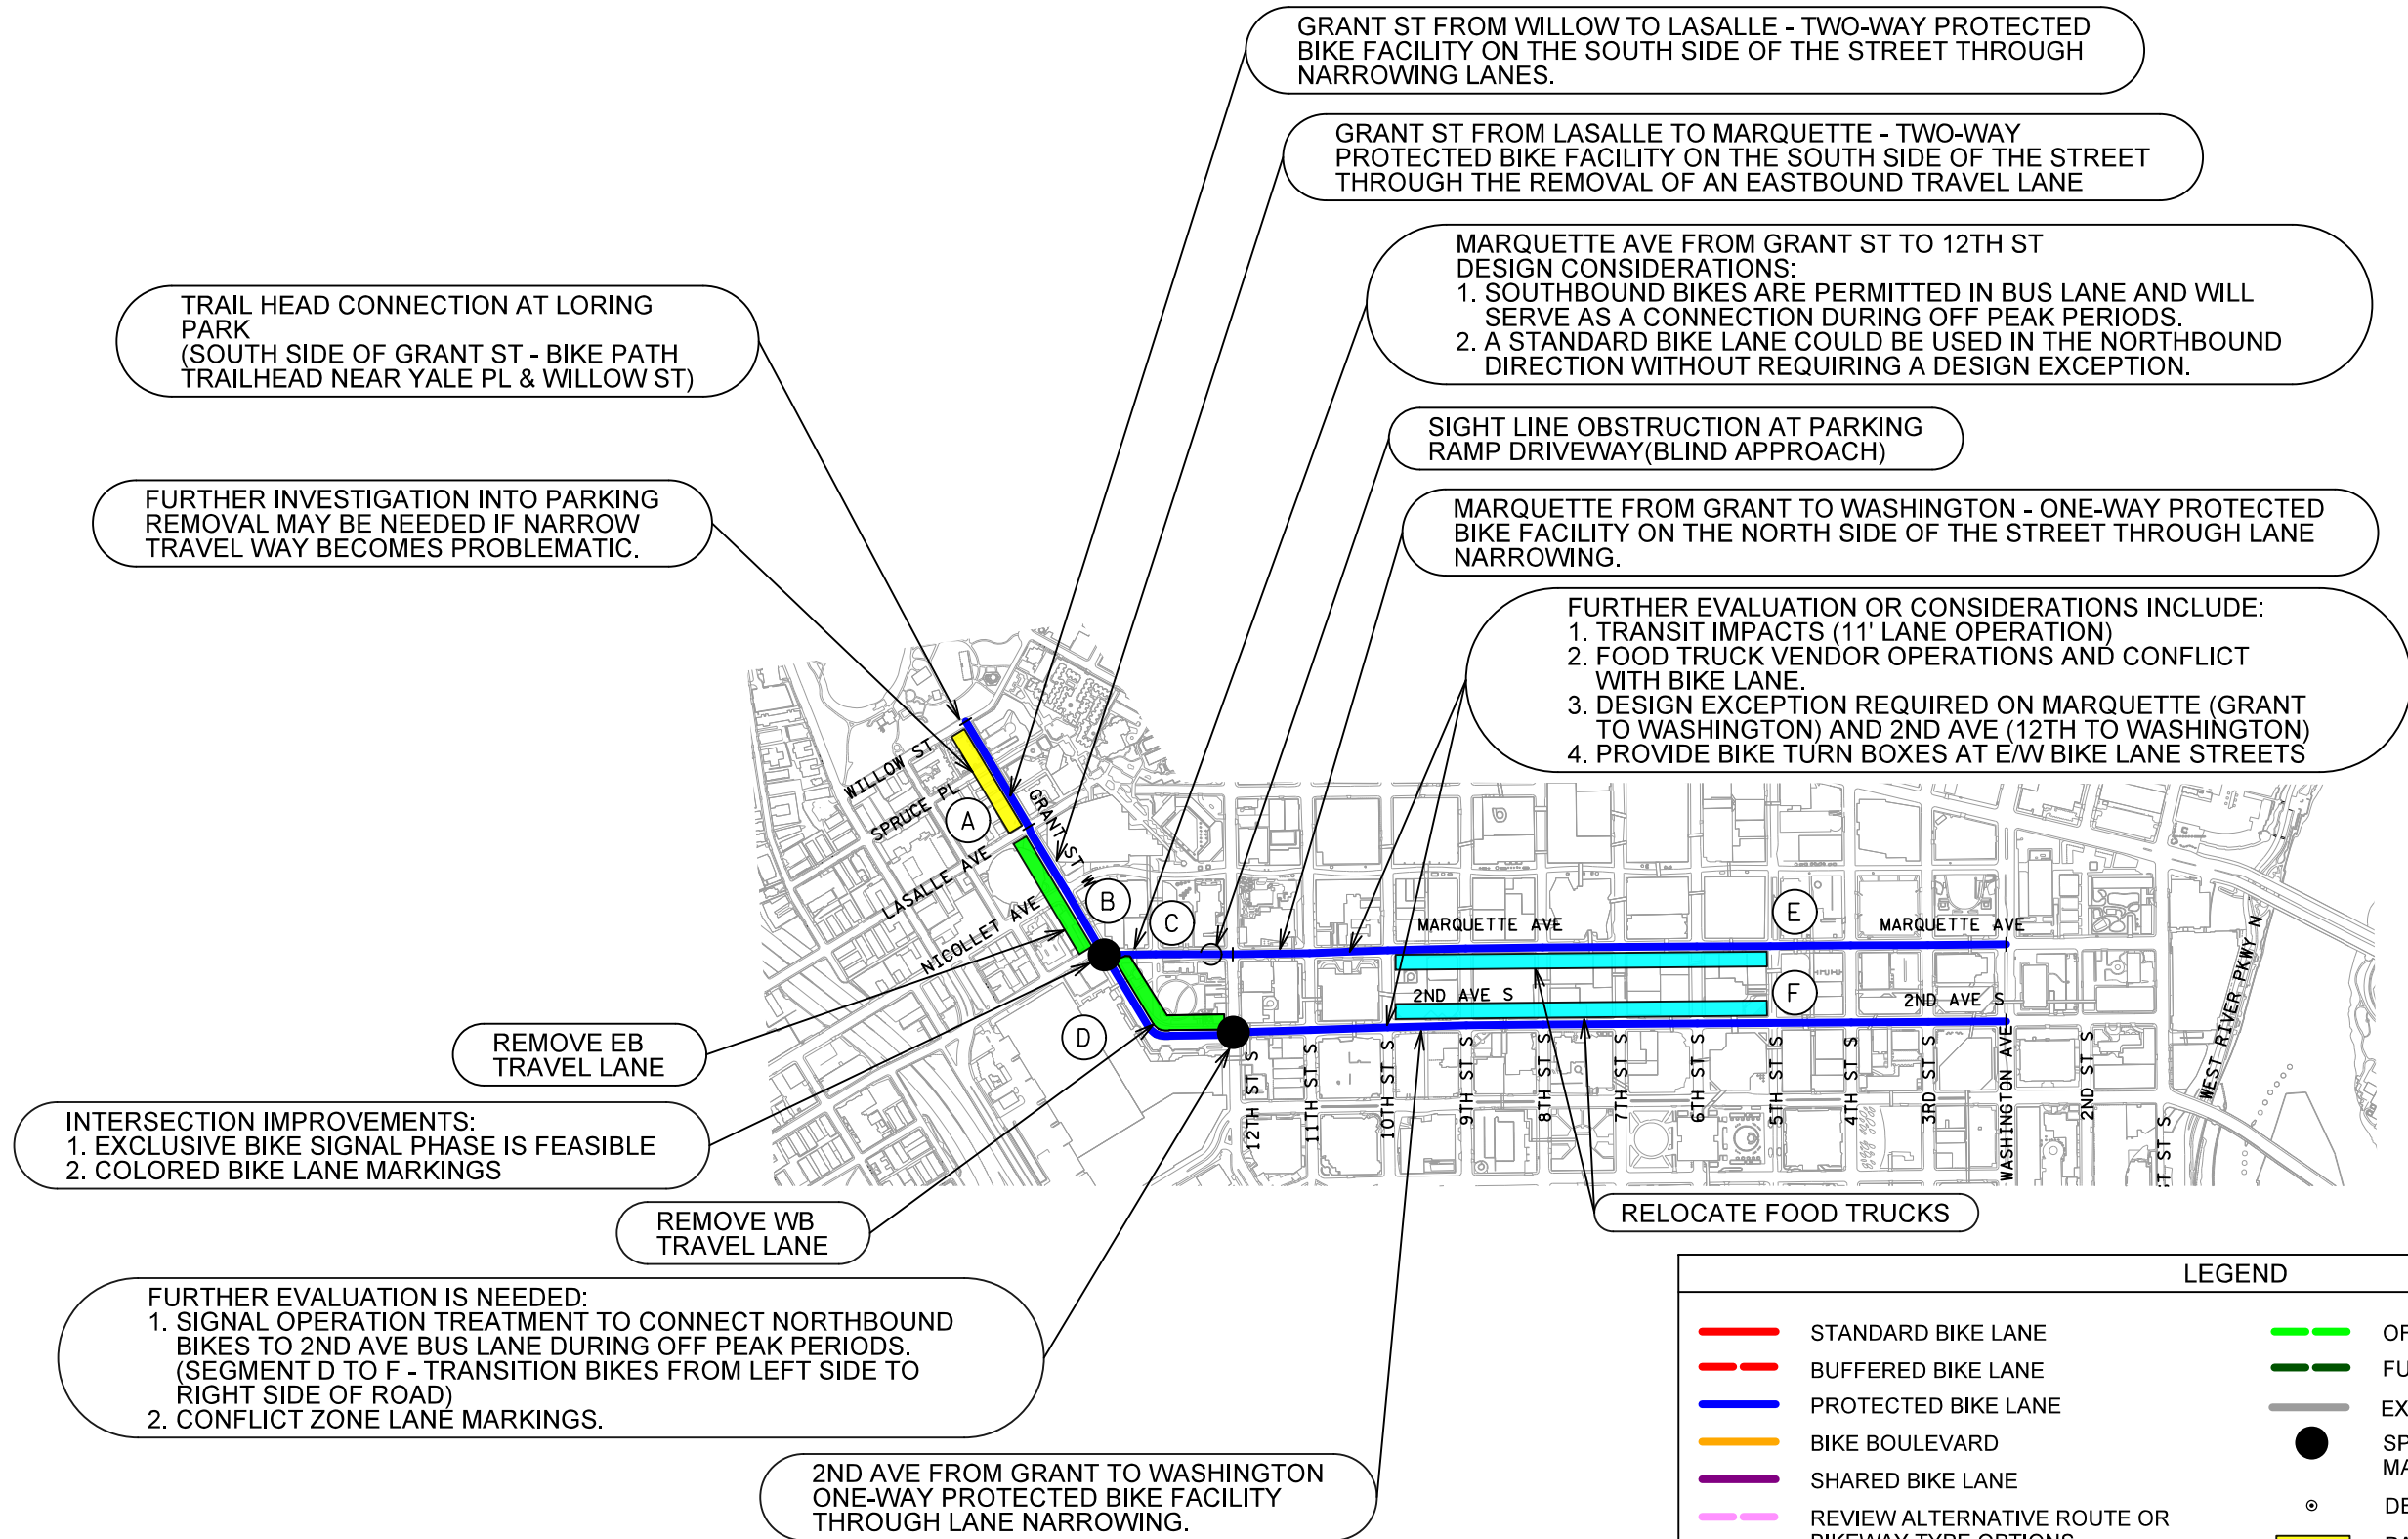 GRANT ST FROM WILLOW TO LASALLE - TWO-WAY PROTECTED
BIKE FACILITY ON THE SOUTH SIDE OF THE STREET THROUGH
NARROWING LANES.
GRANT ST FROM LASALLE TO MARQUETTE - TWO-WAY
PROTECTED BIKE FACILITY ON THE SOUTH SIDE OF THE STREET
THROUGH THE REMOVAL OF AN EASTBOUND TRAVEL LANE
MARQUETTE AVE FROM GRANT ST TO 12TH ST
DESIGN CONSIDERATIONS:
1. SOUTHBOUND BIKES ARE PERMITTED IN BUS LANE AND WILL
SERVE AS A CONNECTION DURING OFF PEAK PERIODS.
2. A STANDARD BIKE LANE COULD BE USED IN THE NORTHBOUND
DIRECTION WITHOUT REQUIRING A DESIGN EXCEPTION.
TRAIL HEAD CONNECTION AT LORING
PARK
(SOUTH SIDE OF GRANT ST - BIKE PATH
TRAILHEAD NEAR YALE PL & WILLOW ST)
SIGHT LINE OBSTRUCTION AT PARKING
RAMP DRIVEWAY(BLIND APPROACH)
FURTHER INVESTIGATION INTO PARKING
REMOVAL MAY BE NEEDED IF NARROW
TRAVEL WAY BECOMES PROBLEMATIC.
MARQUETTE FROM GRANT TO WASHINGTON - ONE-WAY PROTECTED
BIKE FACILITY ON THE NORTH SIDE OF THE STREET THROUGH LANE
NARROWING.
FURTHER EVALUATION OR CONSIDERATIONS INCLUDE:
1. TRANSIT IMPACTS (11' LANE OPERATION)
2. FOOD TRUCK VENDOR OPERATIONS AND CONFLICT
WITH BIKE LANE.
3. DESIGN EXCEPTION REQUIRED ON MARQUETTE (GRANT
TO WASHINGTON) AND 2ND AVE (12TH TO WASHINGTON)
4. PROVIDE BIKE TURN BOXES AT E/W BIKE LANE STREETS
WILLOW ST
SPRUCE PL
LASALLE AVE
NICOLLET AVE
GRANT ST W
A
B
C
D
E
F
MARQUETTE AVE
MARQUETTE AVE
2ND AVE S
2ND AVE S
12TH ST S
11TH ST S
10TH ST S
9TH ST S
8TH ST S
7TH ST S
6TH ST S
5TH ST S
4TH ST S
3RD ST S
WASHINGTON AVE
2ND ST S
ST S
WEST RIVER PKWY N
REMOVE EB
TRAVEL LANE
INTERSECTION IMPROVEMENTS:
1. EXCLUSIVE BIKE SIGNAL PHASE IS FEASIBLE
2. COLORED BIKE LANE MARKINGS
REMOVE WB
TRAVEL LANE
RELOCATE FOOD TRUCKS
FURTHER EVALUATION IS NEEDED:
1. SIGNAL OPERATION TREATMENT TO CONNECT NORTHBOUND
BIKES TO 2ND AVE BUS LANE DURING OFF PEAK PERIODS.
(SEGMENT D TO F - TRANSITION BIKES FROM LEFT SIDE TO
RIGHT SIDE OF ROAD)
2. CONFLICT ZONE LANE MARKINGS.
2ND AVE FROM GRANT TO WASHINGTON
ONE-WAY PROTECTED BIKE FACILITY
THROUGH LANE NARROWING.
LEGEND
STANDARD BIKE LANE
BUFFERED BIKE LANE
PROTECTED BIKE LANE
BIKE BOULEVARD
SHARED BIKE LANE
REVIEW ALTERNATIVE ROUTE OR
BIKEWAY TYPE OPTIONS